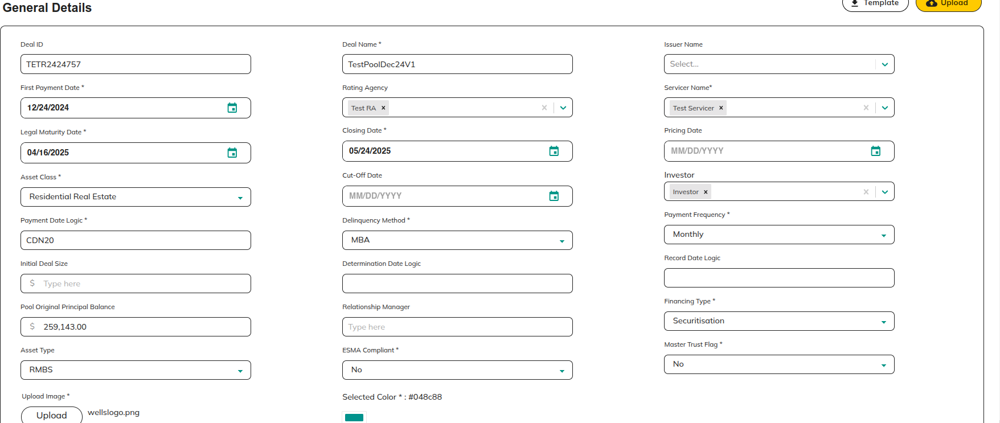 General Details
Template
Upload
Deal ID
Deal Name *
Issuer Name
TETR2424757
TestPoolDec24V1
Select...
First Payment Date *
Rating Agency
Servicer Name*
12/24/2024
Test RA ×
Test Servicer ×
Legal Maturity Date *
Closing Date *
Pricing Date
04/16/2025
05/24/2025
MM/DD/YYYY
Asset Class *
Cut-Off Date
Investor
Residential Real Estate
MM/DD/YYYY
Investor ×
Payment Date Logic *
Delinquency Method *
Payment Frequency *
CDN20
MBA
Monthly
Initial Deal Size
Determination Date Logic
Record Date Logic
$ Type here
Pool Original Principal Balance
Relationship Manager
Financing Type *
$ 259,143.00
Type here
Securitisation
Asset Type
ESMA Compliant *
Master Trust Flag *
RMBS
No
No
Upload Image *
Selected Color * : #048c88
Upload
wellslogo.png